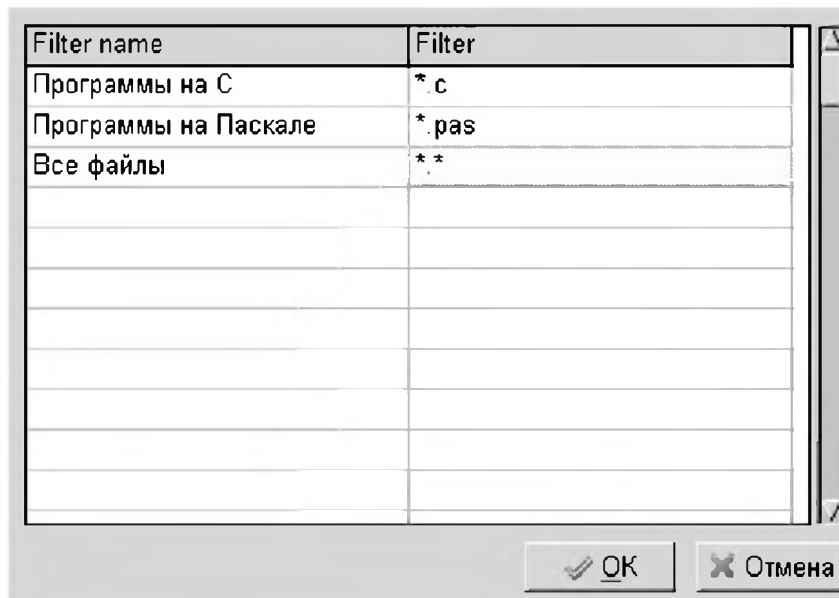 Filter name Filter
Программы на С *.c
Программы на Паскале *.pas
Все файлы *.*
OK Отмена